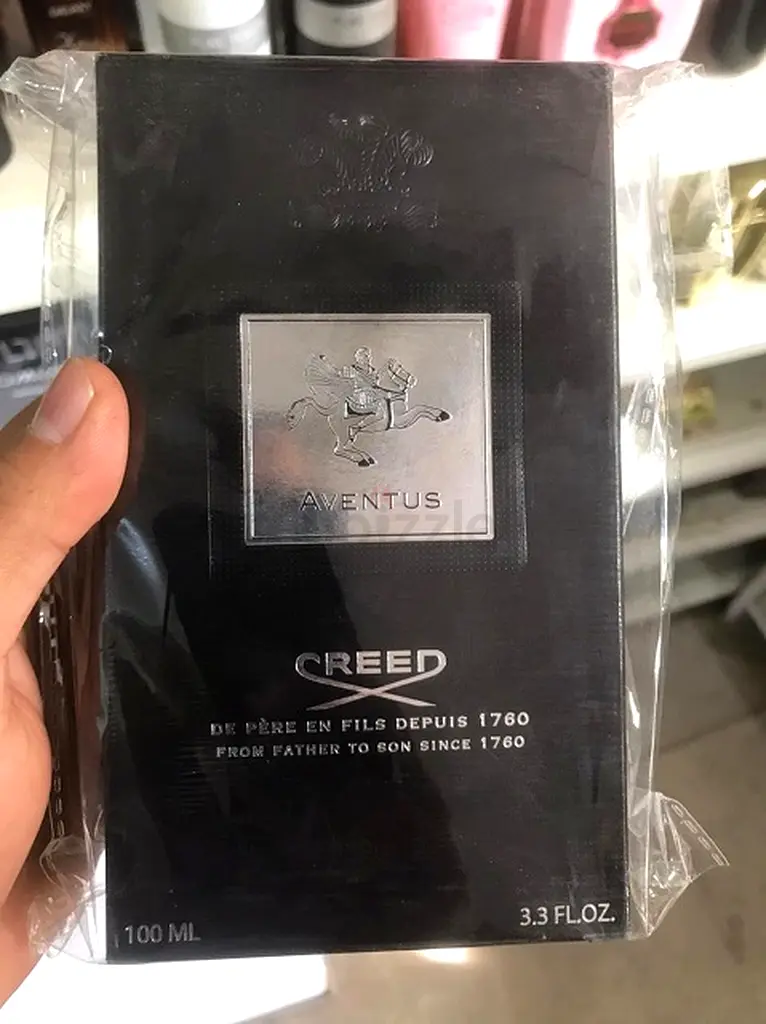 AVENTUS
bizzle
CREED
DE PÈRE EN FILS DEPUIS 1760
FROM FATHER TO SON SINCE 1760
100 ML
3.3 FL.OZ.